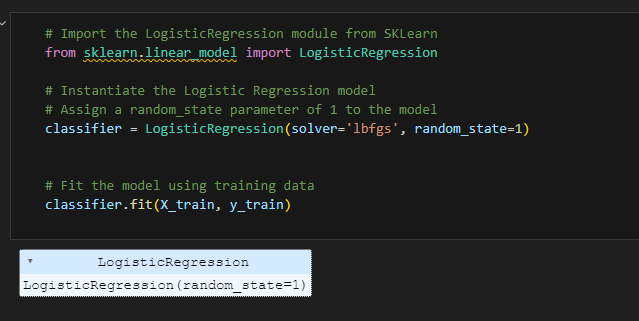 # Import the LogisticRegression module from SKLearn
from sklearn.linear_model import LogisticRegression
# Instantiate the Logistic Regression model
# Assign a random_state parameter of 1 to the model
classifier = LogisticRegression(solver='lbfgs', random_state=1)
# Fit the model using training data
classifier.fit(X_train, y_train)
LogisticRegression
LogisticRegression(random_state=1)